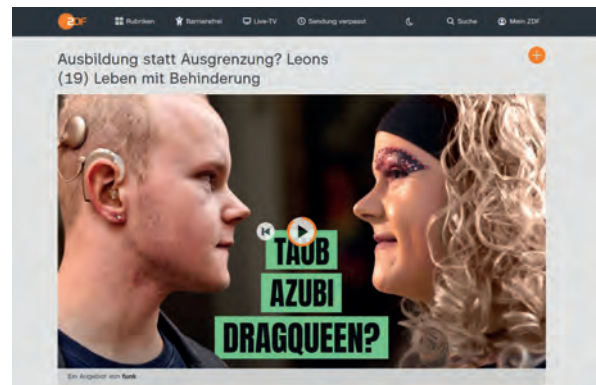 ZDF Rubriken Barrierefrei Live-TV Sendung verpasst Suche Mein ZDF
Ausbildung statt Ausgrenzung? Leons
(19) Leben mit Behinderung
TAUB
AZUBI
DRAGQUEEN?
Ein Angebot von funk